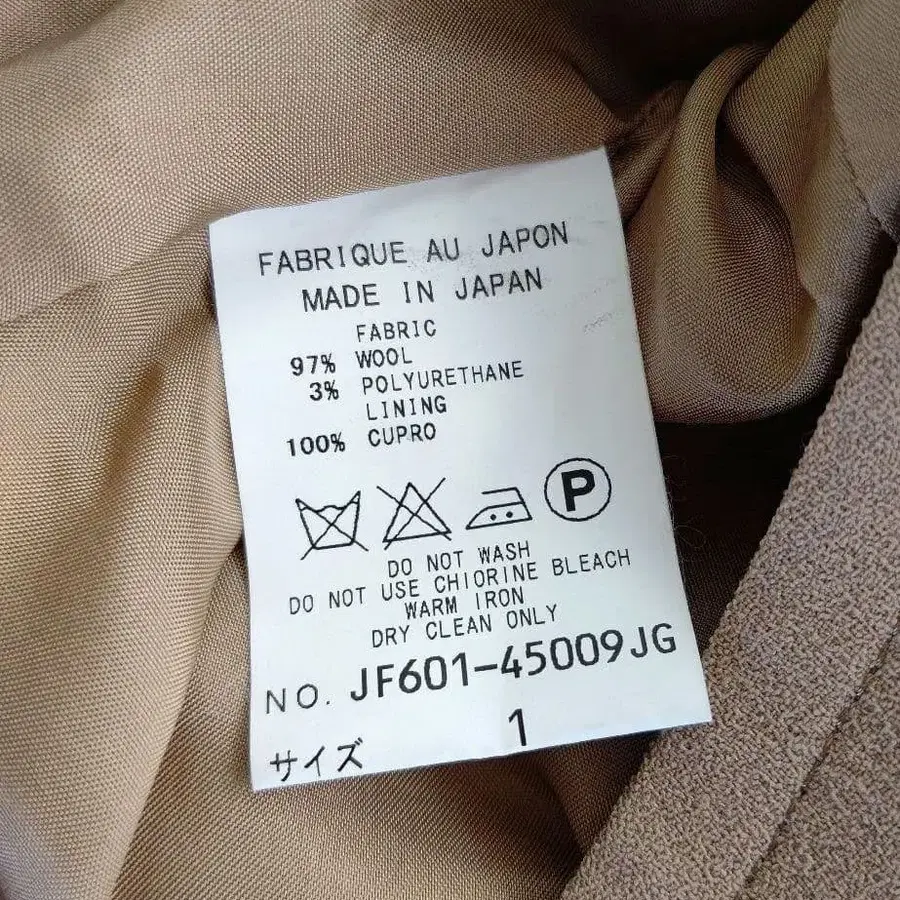 FABRIQUE AU JAPON
MADE IN JAPAN
FABRIC
97% WOOL
3% POLYURETHANE
LINING
100% CUPRO
P
DO NOT WASH
DO NOT USE CHIORINE BLEACH
WARM IRON
DRY CLEAN ONLY
NO. JF601-45009JG
サイズ 1